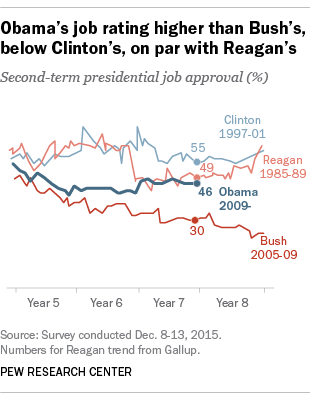 Obama's job rating higher than Bush's,
below Clinton's, on par with Reagan's
Second-term presidential job approval (%)
Clinton
1997-01
55
Reagan
1985-89
49
46
Obama
2009-
30
Bush
2005-09
Year 5 Year 6 Year 7 Year 8
Source: Survey conducted Dec. 8-13, 2015.
Numbers for Reagan trend from Gallup.
PEW RESEARCH CENTER